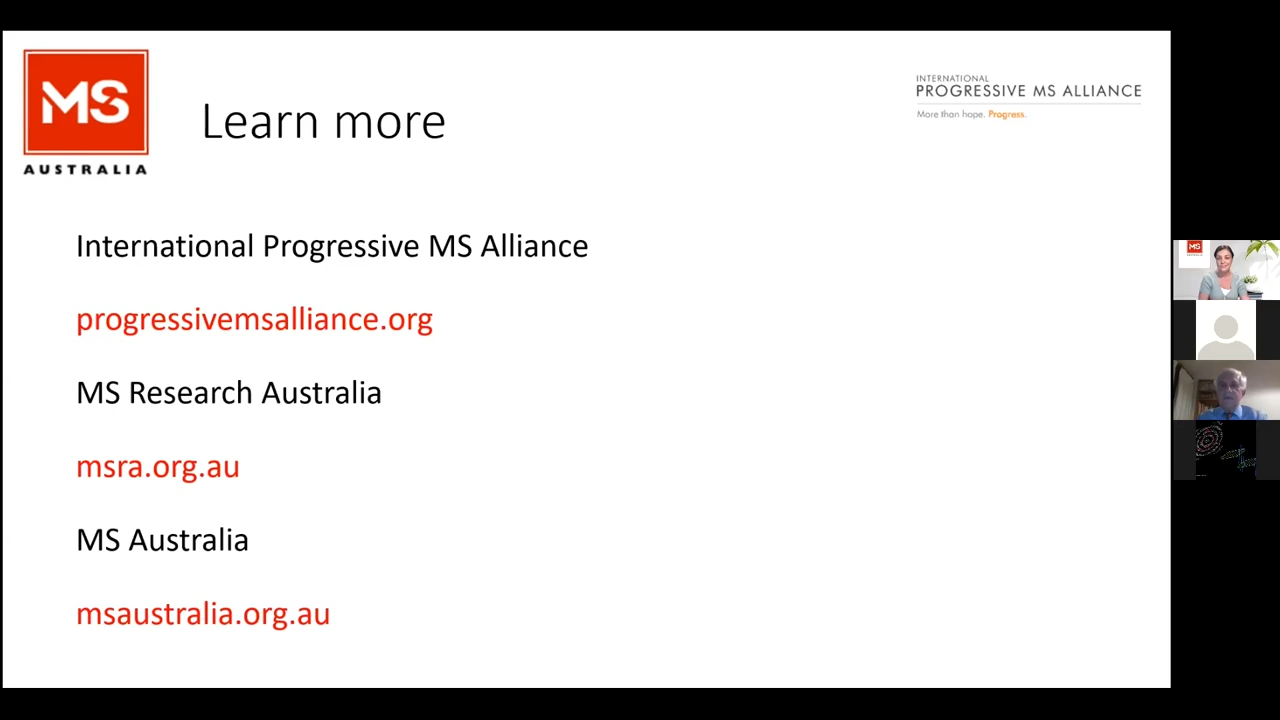 MS
AUSTRALIA
Learn more
INTERNATIONAL
PROGRESSIVE MS ALLIANCE
More than hope. Progress.
International Progressive MS Alliance
progressivemsalliance.org
MS Research Australia
msra.org.au
MS Australia
msaustralia.org.au
MS